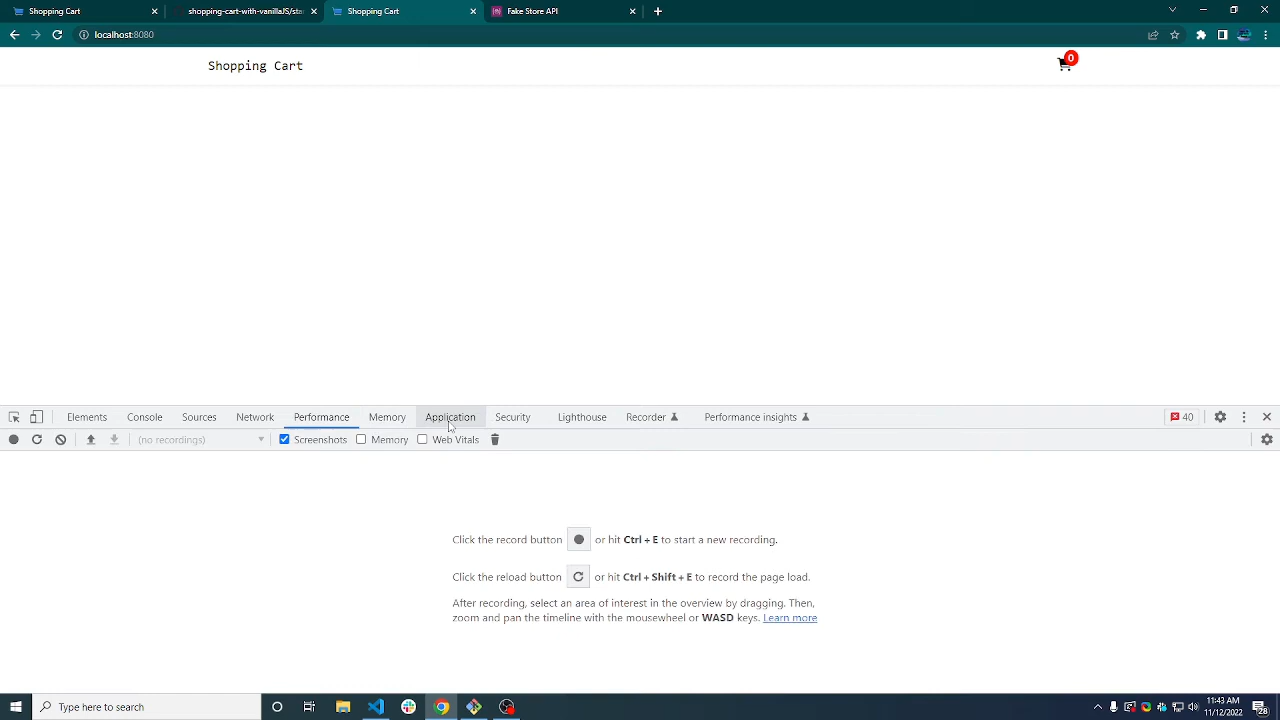 Shopping Cart
shopping-cart-with-vanillaJS/sto
Shopping Cart
Fake Store API
localhost:8080
Shopping Cart
0
Elements
Console
Sources
Network
Performance
Memory
Application
Security
Lighthouse
Recorder
Performance insights
40
(no recordings)
Screenshots
Memory
Web Vitals
Click the record button or hit Ctrl + E to start a new recording.
Click the reload button or hit Ctrl + Shift + E to record the page load.
After recording, select an area of interest in the overview by dragging. Then,
zoom and pan the timeline with the mousewheel or WASD keys. Learn more
Type here to search
11:43 AM
11/12/2022
28